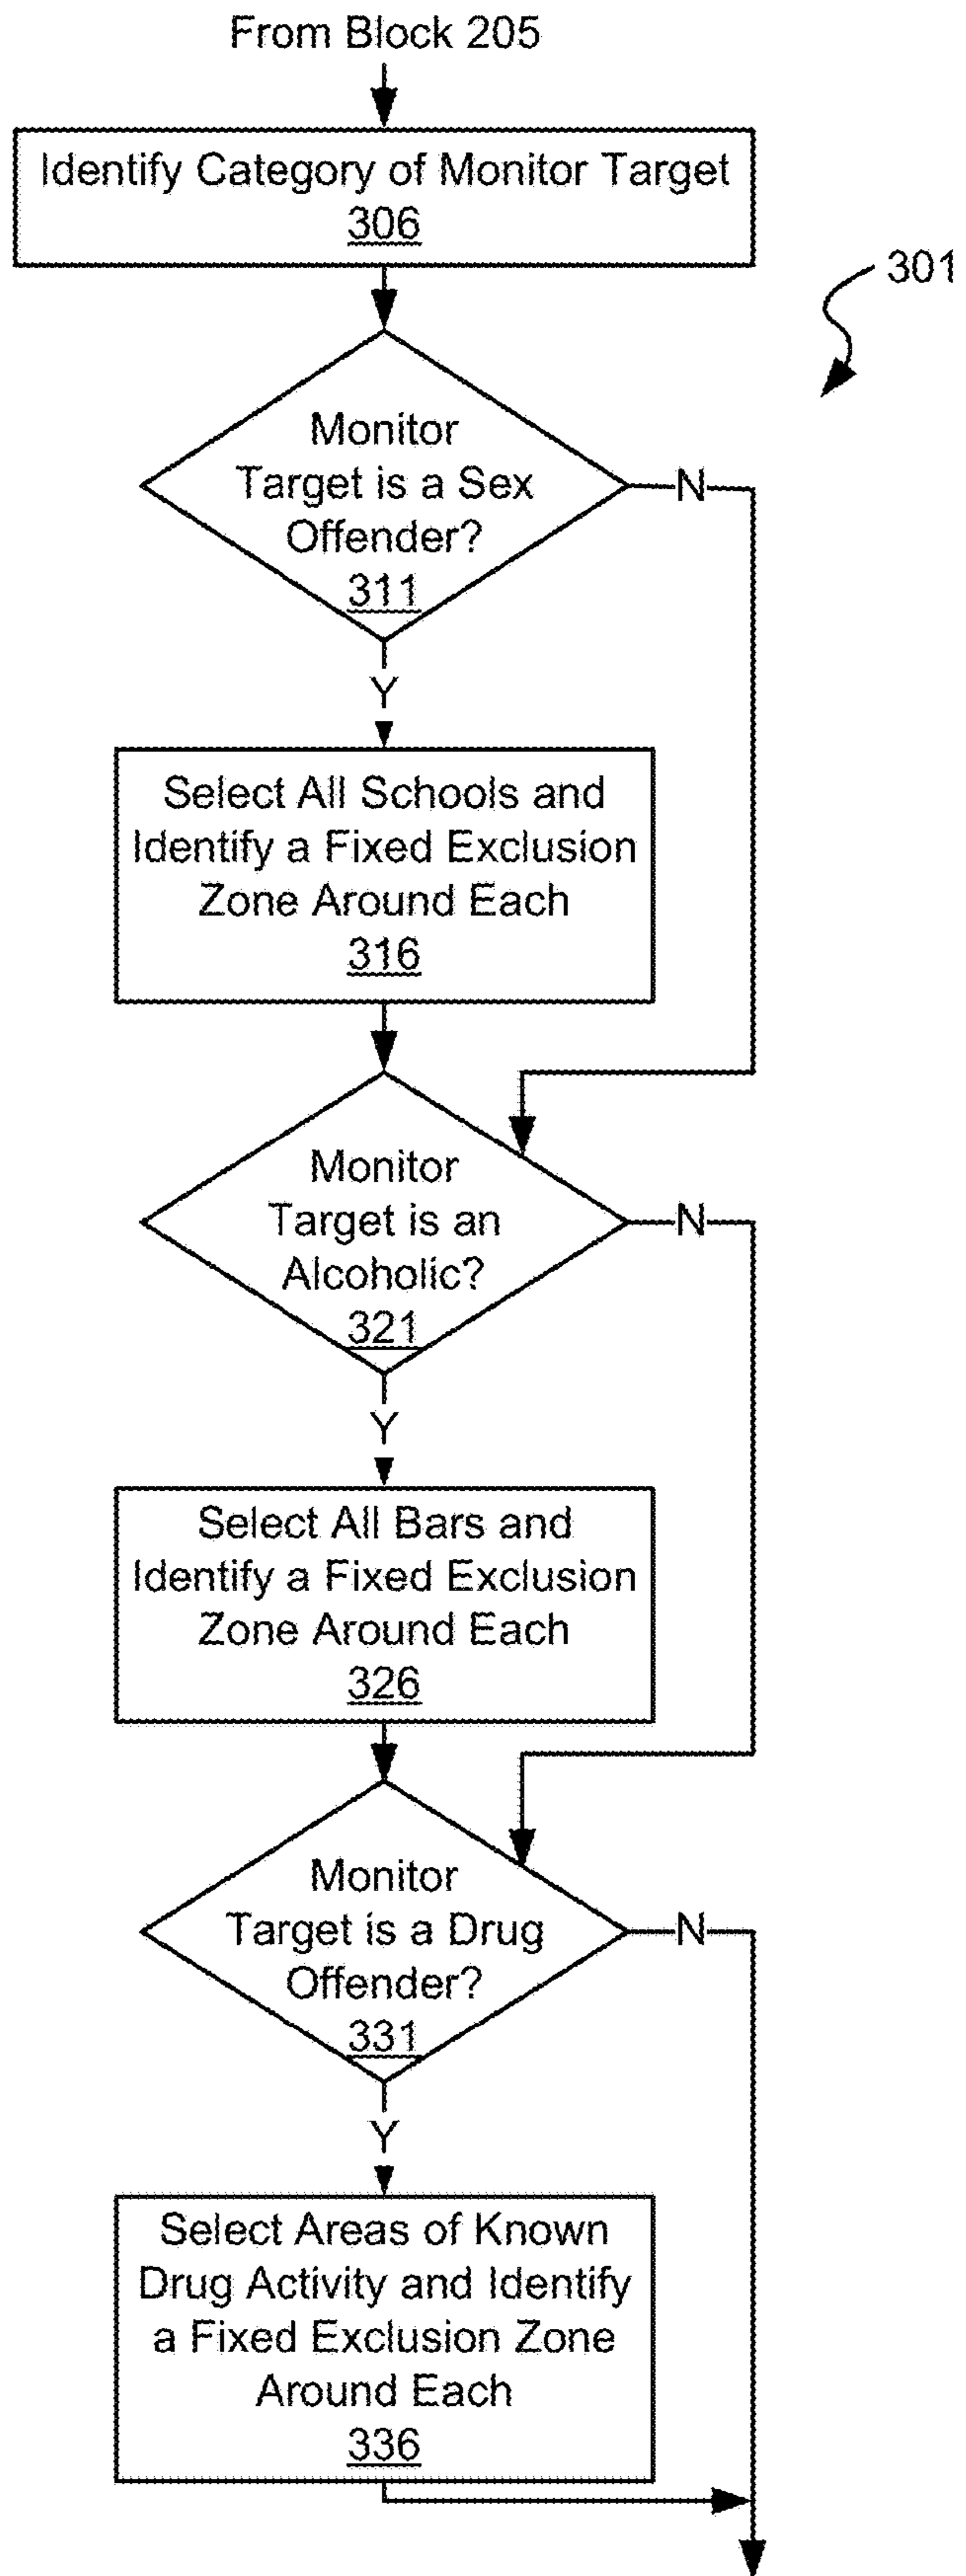 From Block 205
Identify Category of Monitor Target
306
301
Monitor
Target is a Sex
Offender?
311
N
Y
Select All Schools and
Identify a Fixed Exclusion
Zone Around Each
316
Monitor
Target is an
Alcoholic?
321
N
Y
Select All Bars and
Identify a Fixed Exclusion
Zone Around Each
326
Monitor
Target is a Drug
Offender?
331
N
Y
Select Areas of Known
Drug Activity and Identify
a Fixed Exclusion Zone
Around Each
336